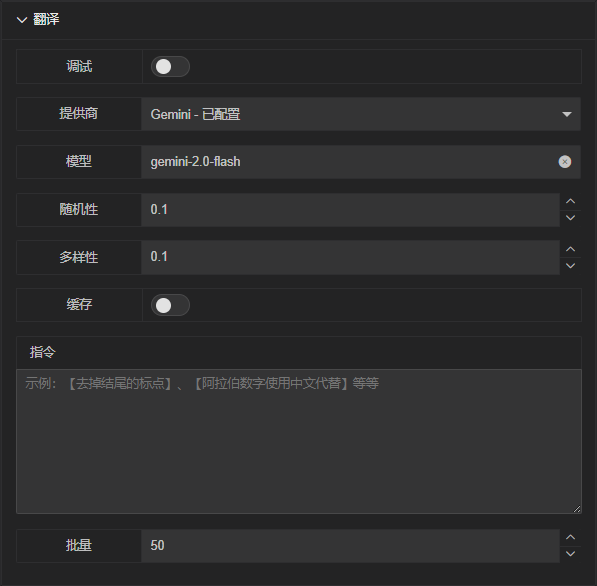 翻译
调试
提供商
Gemini - 已配置
模型
gemini-2.0-flash
随机性
0.1
多样性
0.1
缓存
指令
示例：【去掉结尾的标点】、【阿拉伯数字使用中文代替】等等
批量
50